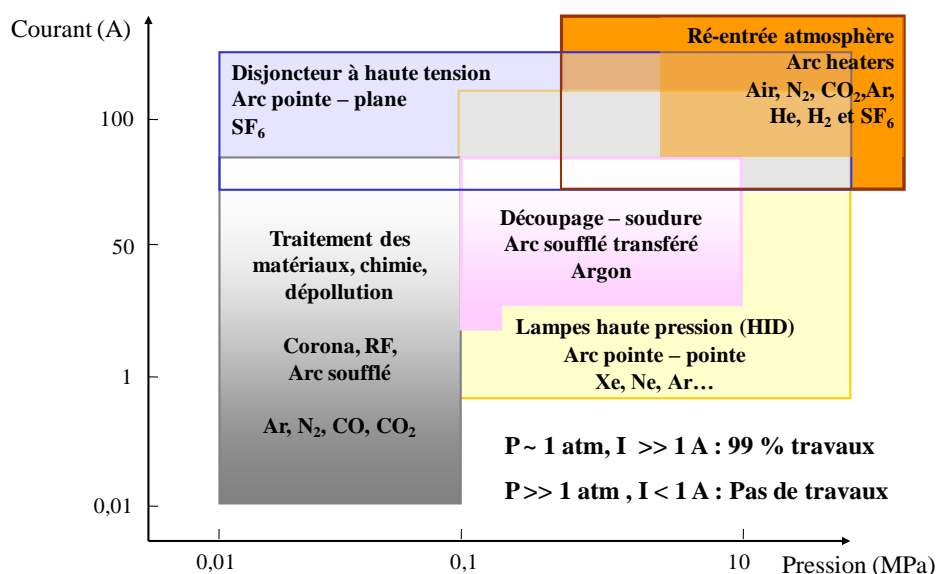 Courant (A)
Ré-entrée atmosphère
Arc heaters
Air, N₂, CO₂,Ar,
He, H₂ et SF₆
Disjoncteur à haute tension
Arc pointe – plane
SF₆
100
Découpage – soudure
Arc soufflé transféré
Argon
Traitement des
matériaux, chimie,
dépollution
50
Corona, RF,
Arc soufflé
Ar, N₂, CO, CO₂
Lampes haute pression (HID)
Arc pointe – pointe
Xe, Ne, Ar…
1
P ~ 1 atm, I >> 1 A : 99 % travaux
P >> 1 atm , I < 1 A : Pas de travaux
0,01
0,01
0,1
10
Pression (MPa)